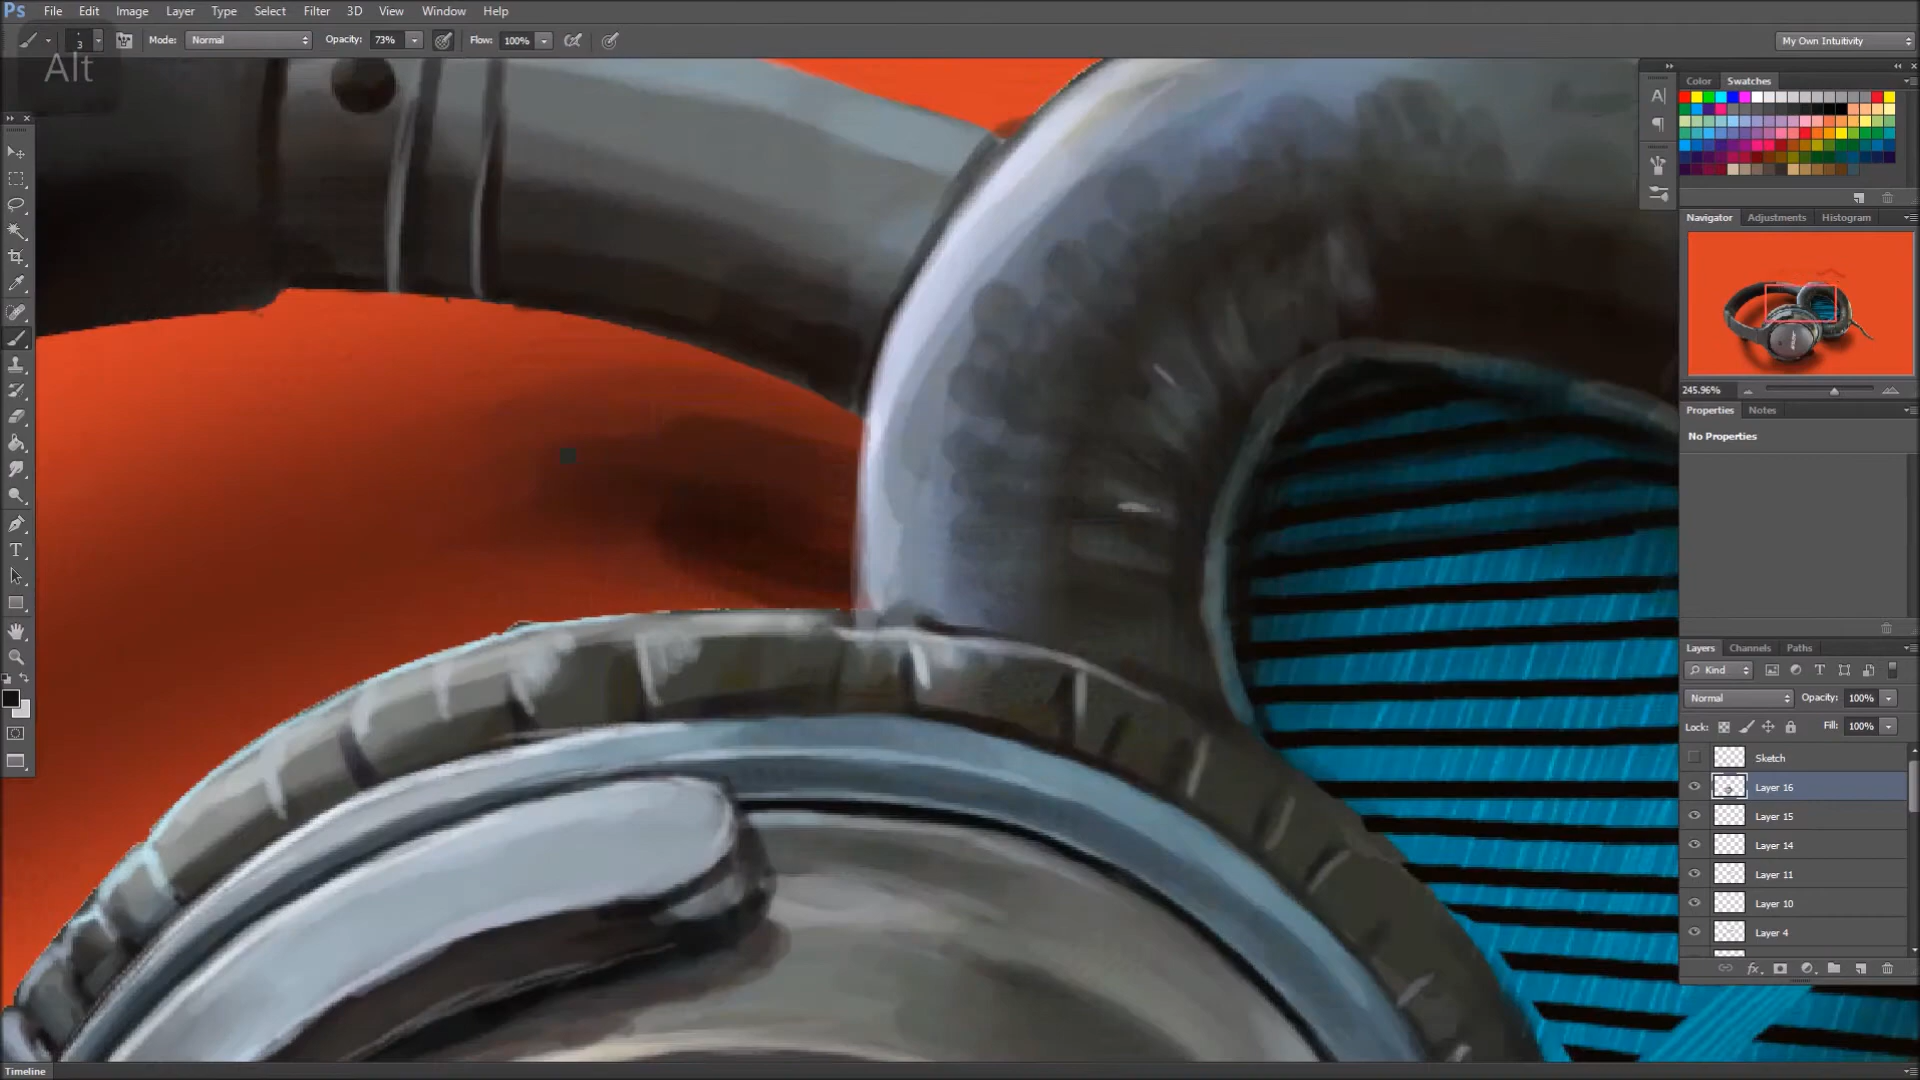 Ps File Edit Image Layer Type Select Filter 3D View Window Help
3 Mode: Normal Opacity: 73% Flow: 100% My Own Intuitivity
Alt
Color Swatches
Navigator Adjustments Histogram
245.96%
Properties Notes
No Properties
Layers Channels Paths
Kind
Normal Opacity: 100%
Lock: Fill: 100%
Sketch
Layer 16
Layer 15
Layer 14
Layer 11
Layer 10
Layer 4
fx
Timeline